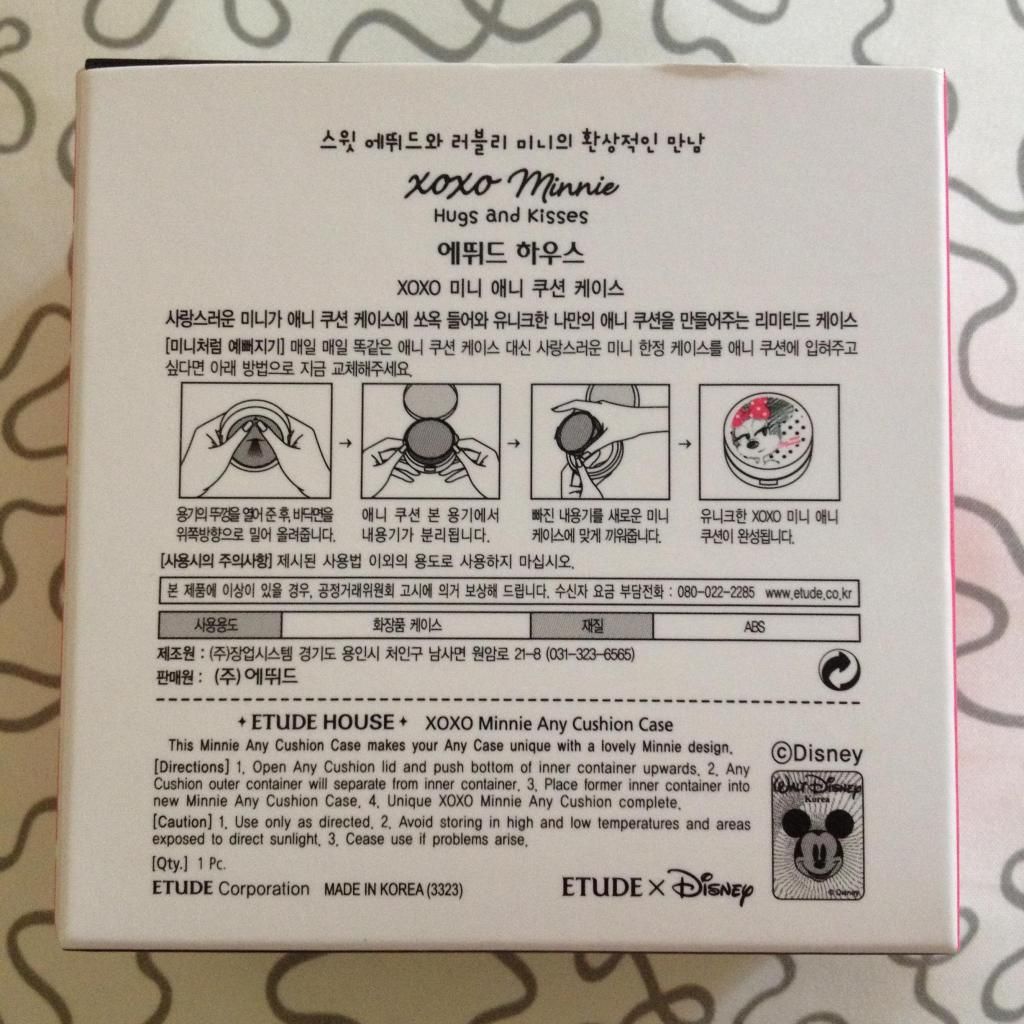 스윗 에뛰드와 러블리 미니의 환상적인 만남
xoxo Minnie
Hugs and Kisses
에뛰드 하우스
XOXO 미니 애니 쿠션 케이스
사랑스러운 미니가 애니 쿠션 케이스에 쏘옥 들어와 유니크한 나만의 애니 쿠션을 만들어주는 리미티드 케이스
[미니처럼 예뻐지기] 매일 매일 똑같은 애니 쿠션 케이스 대신 사랑스러운 미니 한정 케이스를 애니 쿠션에 입혀주고
싶다면 아래 방법으로 지금 교체해주세요.
용기의 뚜껑을 열어 준 후, 바닥면을
위쪽방향으로 밀어 올려줍니다.
애니 쿠션 본 용기에서
내용기가 분리됩니다.
빠진 내용기를 새로운 미니
케이스에 맞게 끼워줍니다.
유니크한 XOXO 미니 애니
쿠션이 완성됩니다.
[사용시의 주의사항] 제시된 사용법 이외의 용도로 사용하지 마십시오.
본 제품에 이상이 있을 경우, 공정거래위원회 고시에 의거 보상해 드립니다. 수신자 요금 부담전화 : 080-022-2285 www.etude.co.kr
사용용도 화장품 케이스 재질 ABS
제조원 : (주)장업시스템 경기도 용인시 처인구 남사면 원암로 21-8 (031-323-6565)
판매원 : (주) 에뛰드
ETUDE HOUSE XOXO Minnie Any Cushion Case
This Minnie Any Cushion Case makes your Any Case unique with a lovely Minnie design.
[Directions] 1. Open Any Cushion lid and push bottom of inner container upwards. 2. Any
Cushion outer container will separate from inner container. 3. Place former inner container into
new Minnie Any Cushion Case. 4. Unique XOXO Minnie Any Cushion complete.
[Caution] 1. Use only as directed. 2. Avoid storing in high and low temperatures and areas
exposed to direct sunlight. 3. Cease use if problems arise.
[Qty.] 1 Pc.
ETUDE Corporation MADE IN KOREA (3323)
ETUDE × Disney
©Disney
WALT DISNEY
Korea
© Disney